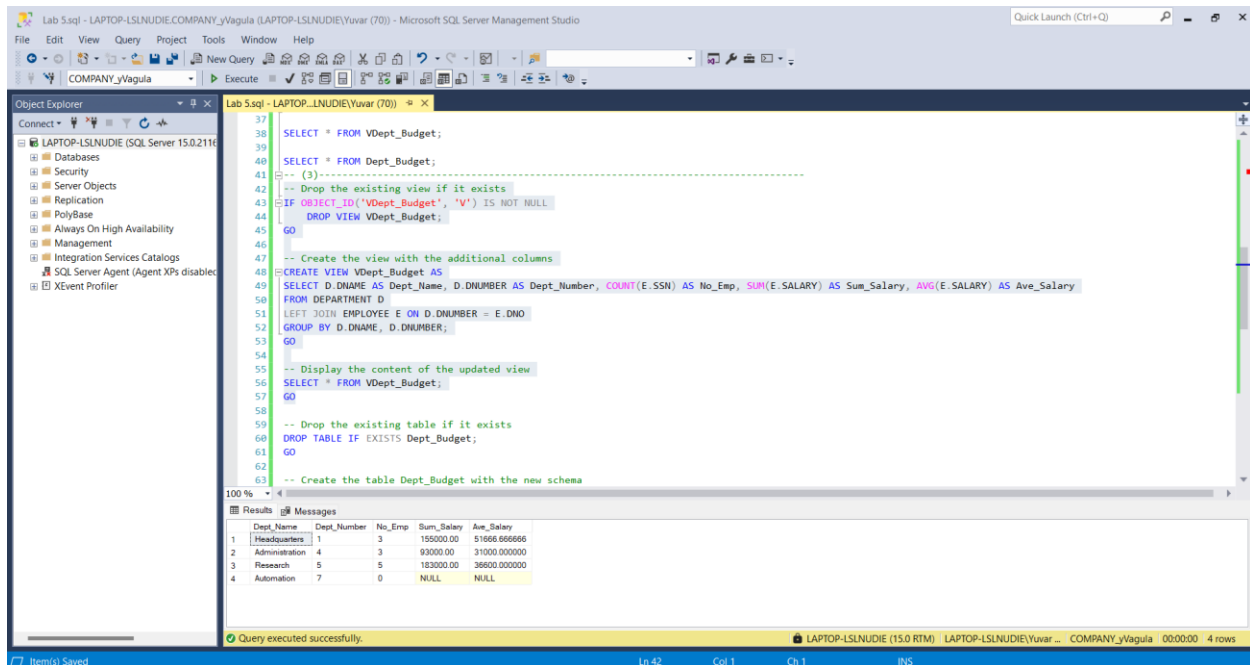 Lab 5.sql - LAPTOP-LSLNUDIE.COMPANY_yVagula (LAPTOP-LSLNUDIE\Yuvar (70)) - Microsoft SQL Server Management Studio
Quick Launch (Ctrl+Q)
File Edit View Query Project Tools Window Help
New Query
COMPANY_yVagula Execute
Object Explorer
Connect
LAPTOP-LSLNUDIE (SQL Server 15.0.2116
Databases
Security
Server Objects
Replication
PolyBase
Always On High Availability
Management
Integration Services Catalogs
SQL Server Agent (Agent XPs disabled
XEvent Profiler
Lab 5.sql - LAPTOP...LNUDIE\Yuvar (70))
37
38 SELECT * FROM VDept_Budget;
39
40 SELECT * FROM Dept_Budget;
41 -- (3)--------------------------------------------------------------------------------
42 -- Drop the existing view if it exists
43 IF OBJECT_ID('VDept_Budget', 'V') IS NOT NULL
44 DROP VIEW VDept_Budget;
45 GO
46
47 -- Create the view with the additional columns
48 CREATE VIEW VDept_Budget AS
49 SELECT D.DNAME AS Dept_Name, D.DNUMBER AS Dept_Number, COUNT(E.SSN) AS No_Emp, SUM(E.SALARY) AS Sum_Salary, AVG(E.SALARY) AS Ave_Salary
50 FROM DEPARTMENT D
51 LEFT JOIN EMPLOYEE E ON D.DNUMBER = E.DNO
52 GROUP BY D.DNAME, D.DNUMBER;
53 GO
54
55 -- Display the content of the updated view
56 SELECT * FROM VDept_Budget;
57 GO
58
59 -- Drop the existing table if it exists
60 DROP TABLE IF EXISTS Dept_Budget;
61 GO
62
63 -- Create the table Dept_Budget with the new schema
100 %
Results Messages
Dept_Name Dept_Number No_Emp Sum_Salary Ave_Salary
1 Headquarters 1 3 155000.00 51666.666666
2 Administration 4 3 93000.00 31000.000000
3 Research 5 5 183000.00 36600.000000
4 Automation 7 0 NULL NULL
Query executed successfully.
LAPTOP-LSLNUDIE (15.0 RTM) LAPTOP-LSLNUDIE\Yuvar ... COMPANY_yVagula 00:00:00 4 rows
Item(s) Saved Ln 42 Col 1 Ch 1 INS